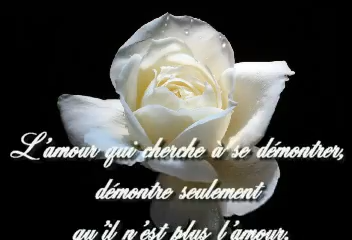 L'amour qui cherche à se démontrer,
démontre seulement
qu'il n'est plus l'amour.